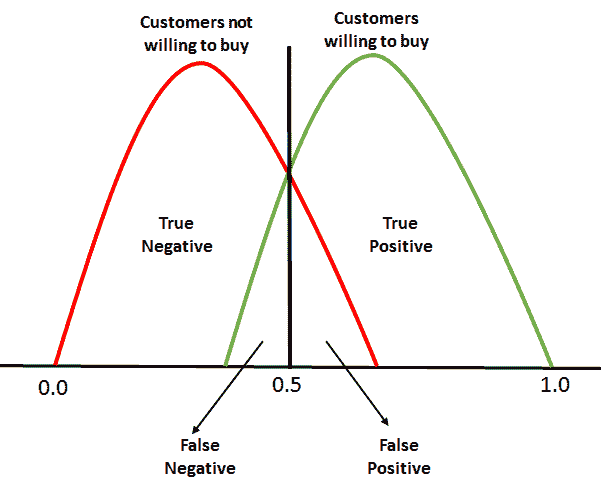 Customers not
willing to buy
Customers
willing to buy
True
Negative
True
Positive
0.0
0.5
1.0
False
Negative
False
Positive